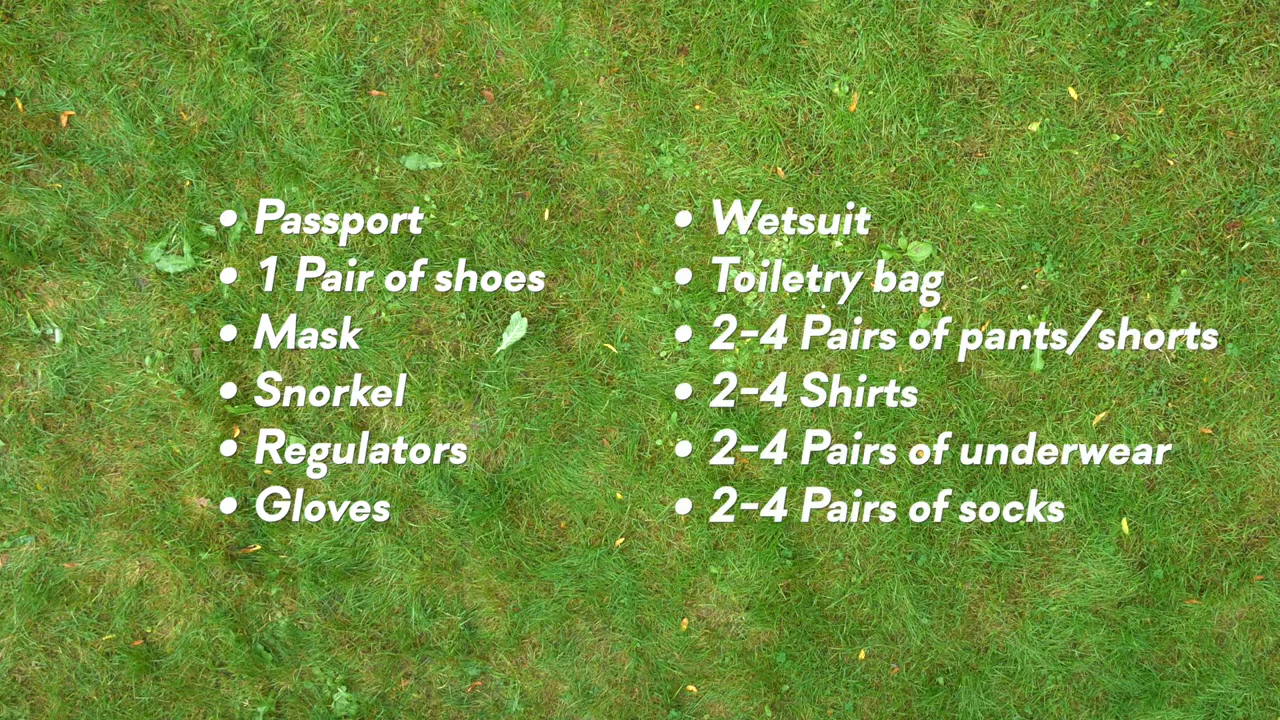 • Passport
• 1 Pair of shoes
• Mask
• Snorkel
• Regulators
• Gloves
• Wetsuit
• Toiletry bag
• 2-4 Pairs of pants/shorts
• 2-4 Shirts
• 2-4 Pairs of underwear
• 2-4 Pairs of socks